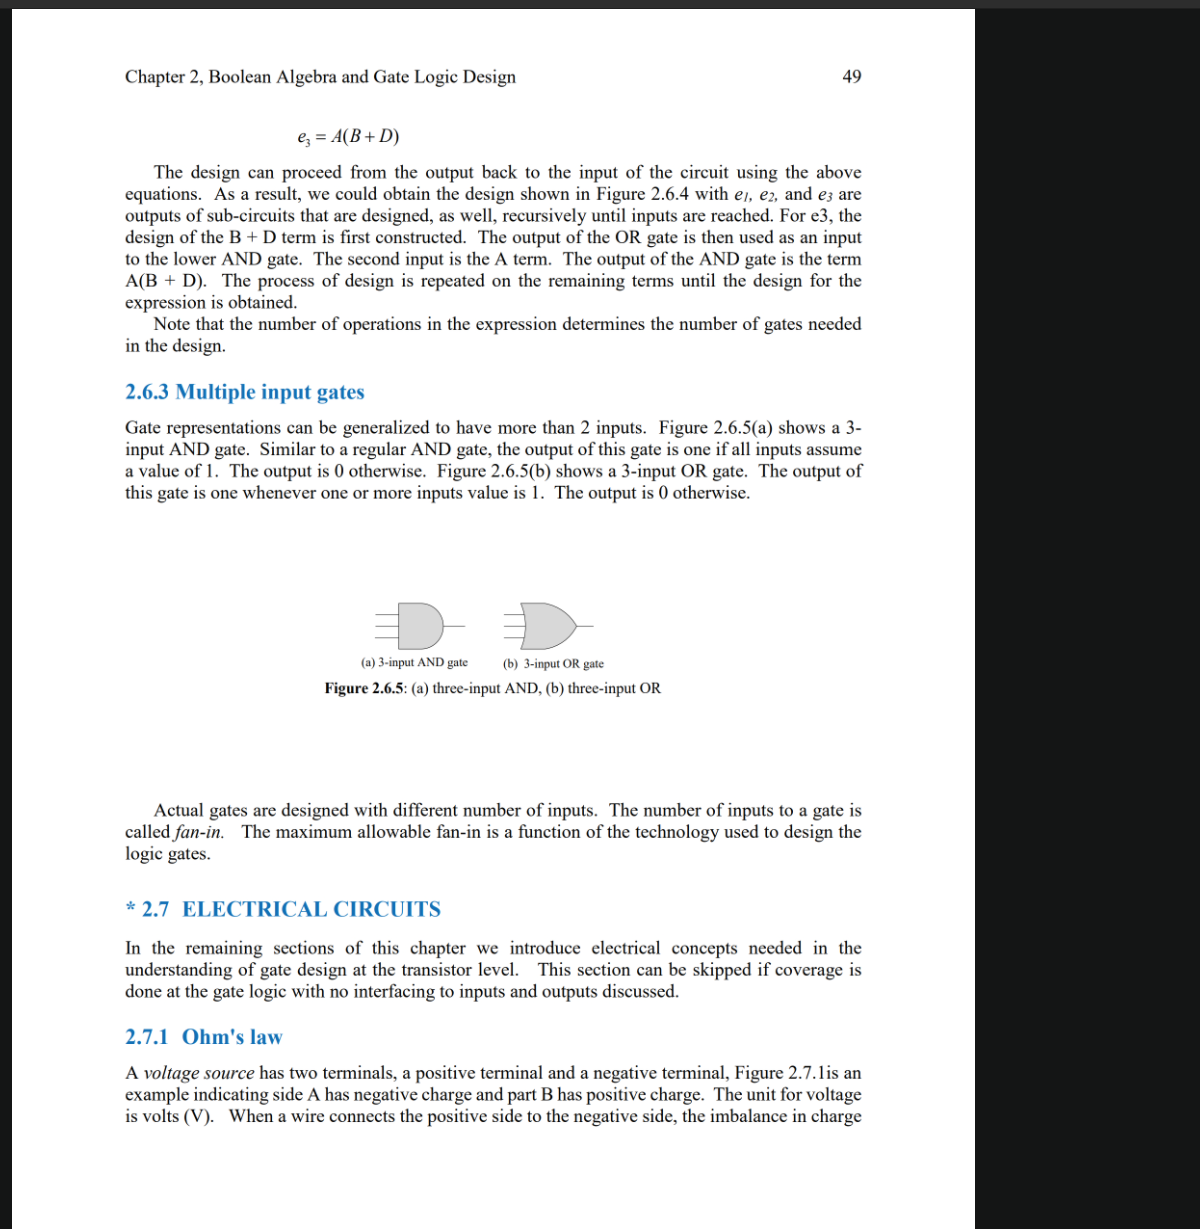 Chapter 2, Boolean Algebra and Gate Logic Design 49
e3 = A(B + D)
The design can proceed from the output back to the input of the circuit using the above
equations. As a result, we could obtain the design shown in Figure 2.6.4 with e1, e2, and e3 are
outputs of sub-circuits that are designed, as well, recursively until inputs are reached. For e3, the
design of the B + D term is first constructed. The output of the OR gate is then used as an input
to the lower AND gate. The second input is the A term. The output of the AND gate is the term
A(B + D). The process of design is repeated on the remaining terms until the design for the
expression is obtained.
Note that the number of operations in the expression determines the number of gates needed
in the design.
2.6.3 Multiple input gates
Gate representations can be generalized to have more than 2 inputs. Figure 2.6.5(a) shows a 3-
input AND gate. Similar to a regular AND gate, the output of this gate is one if all inputs assume
a value of 1. The output is 0 otherwise. Figure 2.6.5(b) shows a 3-input OR gate. The output of
this gate is one whenever one or more inputs value is 1. The output is 0 otherwise.
(a) 3-input AND gate (b) 3-input OR gate
Figure 2.6.5: (a) three-input AND, (b) three-input OR
Actual gates are designed with different number of inputs. The number of inputs to a gate is
called fan-in. The maximum allowable fan-in is a function of the technology used to design the
logic gates.
* 2.7 ELECTRICAL CIRCUITS
In the remaining sections of this chapter we introduce electrical concepts needed in the
understanding of gate design at the transistor level. This section can be skipped if coverage is
done at the gate logic with no interfacing to inputs and outputs discussed.
2.7.1 Ohm's law
A voltage source has two terminals, a positive terminal and a negative terminal, Figure 2.7.1is an
example indicating side A has negative charge and part B has positive charge. The unit for voltage
is volts (V). When a wire connects the positive side to the negative side, the imbalance in charge